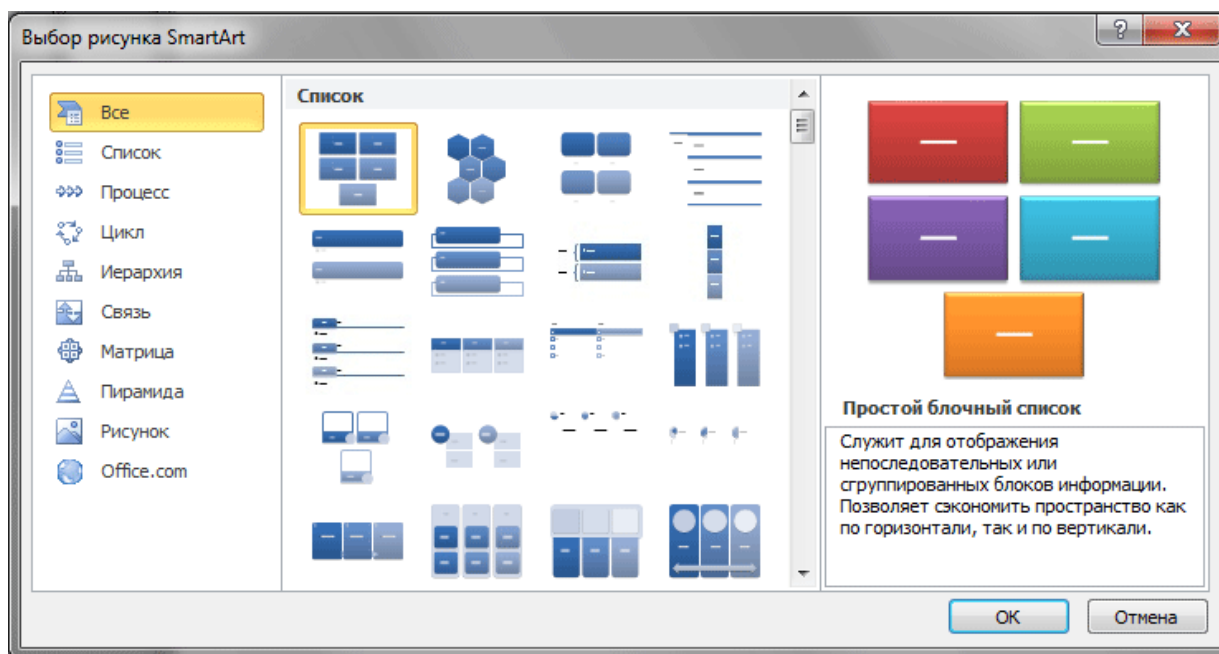 Выбор рисунка SmartArt
Все
Список
Процесс
Цикл
Иерархия
Связь
Матрица
Пирамида
Рисунок
Office.com
Список
Простой блочный список
Служит для отображения
непоследовательных или
сгруппированных блоков информации.
Позволяет сэкономить пространство как
по горизонтали, так и по вертикали.
OK
Отмена